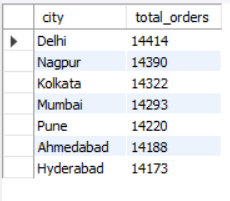 city total_orders
Delhi 14414
Nagpur 14390
Kolkata 14322
Mumbai 14293
Pune 14220
Ahmedabad 14188
Hyderabad 14173